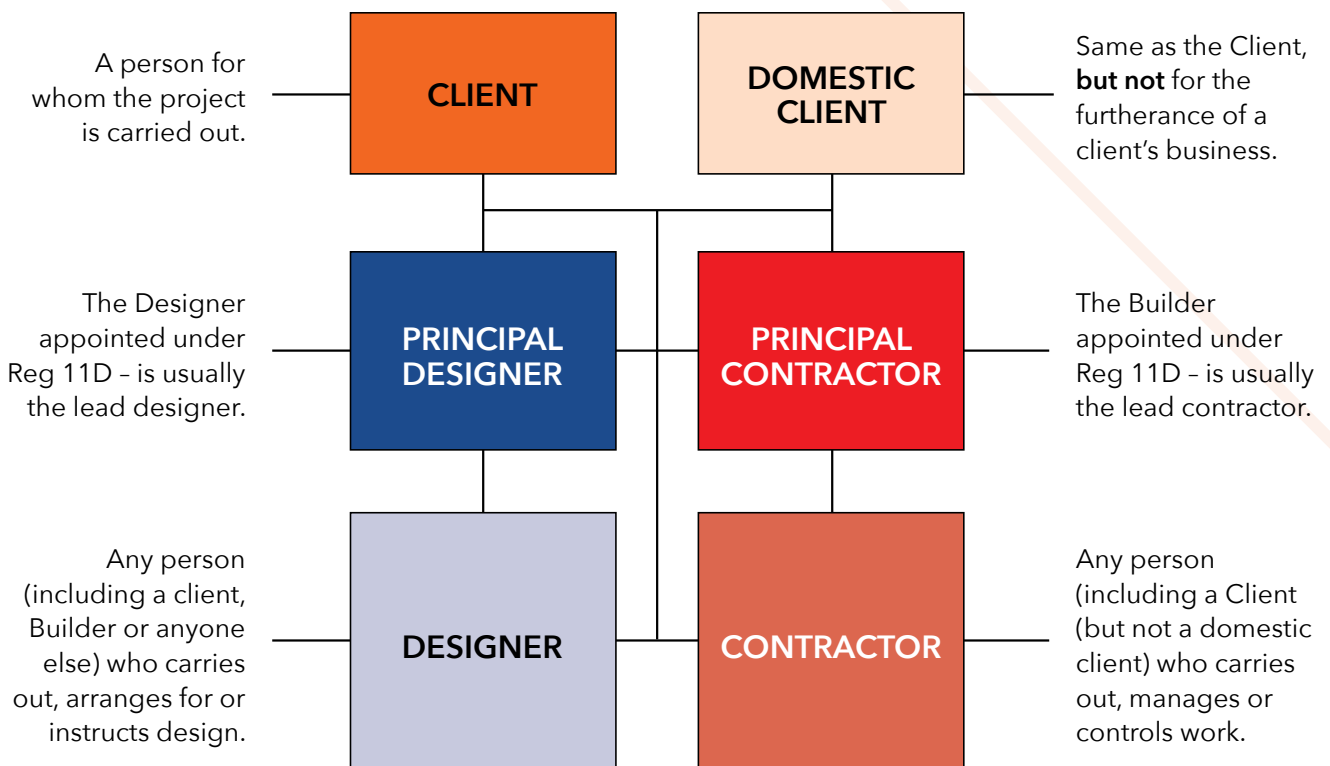 A person for
whom the project
is carried out.
CLIENT
DOMESTIC
CLIENT
Same as the Client,
but not for the
furtherance of a
client’s business.
The Designer
appointed under
Reg 11D – is usually
the lead designer.
PRINCIPAL
DESIGNER
PRINCIPAL
CONTRACTOR
The Builder
appointed under
Reg 11D – is usually
the lead contractor.
Any person
(including a client,
Builder or anyone
else) who carries
out, arranges for or
instructs design.
DESIGNER
CONTRACTOR
Any person
(including a Client
(but not a domestic
client) who carries
out, manages or
controls work.